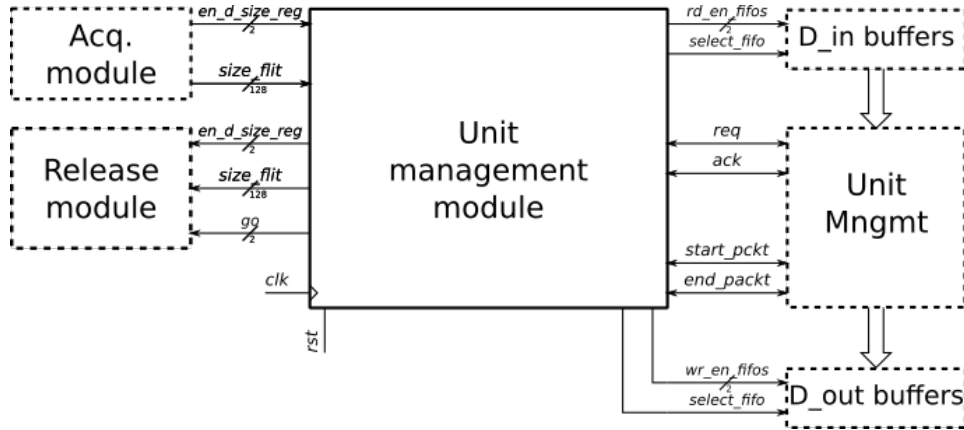 Acq.
module
en_d_size_reg
2
size_flit
128
Release
module
en_d_size_reg
2
size_flit
128
go
2
clk
rst
Unit
management
module
rd_en_fifos
2
select_fifo
D_in buffers
req
ack
start_pckt
end_packt
Unit
Mngmt
wr_en_fifos
2
select_fifo
D_out buffers